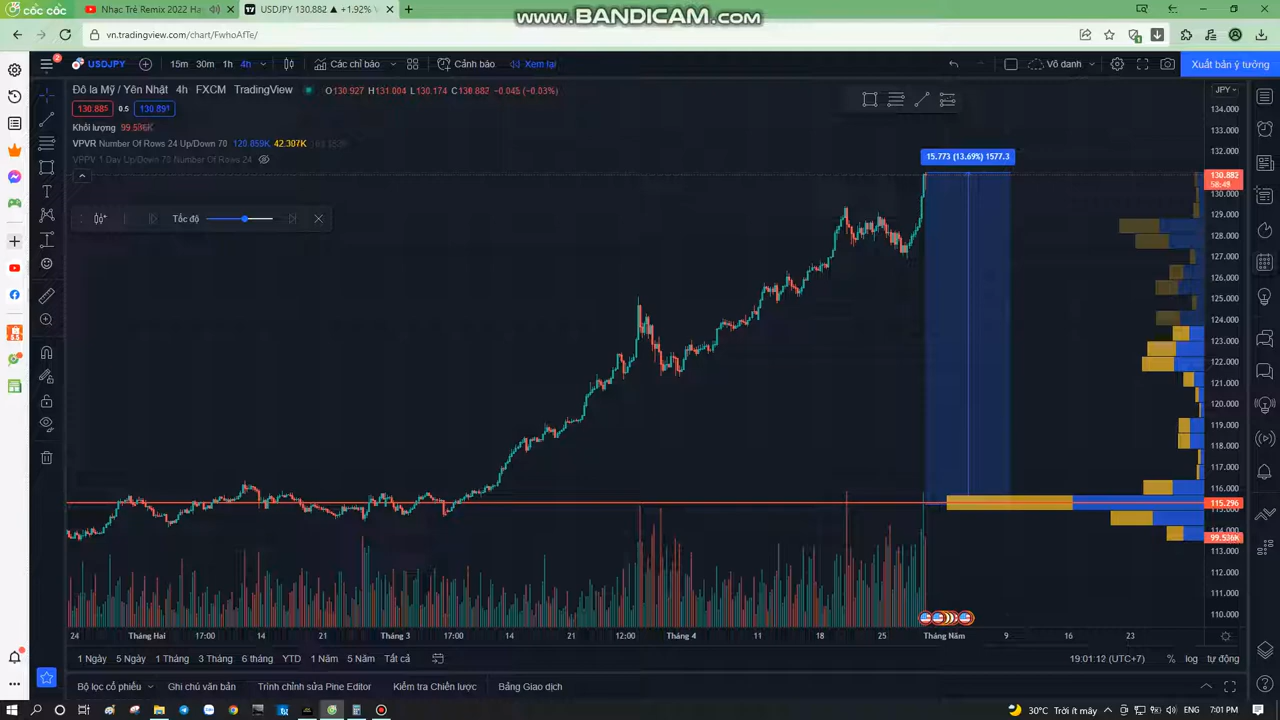 CỐC CỐC
Nhạc Trẻ Remix 2022 Ha
USDJPY 130.882 ▲ +1.92% V
www.BANDICAM.com
vn.tradingview.com/chart/FwhoAfTe/
2
USDJPY
15m 30m 1h 4h
Các chỉ báo
Cảnh báo
Xem lại
Vô danh
Xuất bản ý tưởng
Đô la Mỹ / Yên Nhật 4h FXCM TradingView
O130.927 H131.004 L130.174 C130.882 -0.045 (-0.03%)
130.885 0.5 130.891
Khối lượng 99.536K
VPVR Number Of Rows 24 Up/Down 70 120.859K 42.307K
VPPV 1 Day Up/Down 70 Number Of Rows 24
Tốc độ
15.773 (13.69%) 1577.3
JPY
134.000
133.000
132.000
130.882
58:48
130.000
129.000
128.000
127.000
126.000
125.000
124.000
123.000
122.000
121.000
120.000
119.000
118.000
117.000
116.000
115.296
115.000
114.000
99.536K
113.000
112.000
111.000
110.000
24 Tháng Hai 17:00 14 21 Tháng 3 17:00 14 21 12:00 Tháng 4 11 18 25 Tháng Năm 9 16 23
1 Ngày 5 Ngày 1 Tháng 3 Tháng 6 tháng YTD 1 Năm 5 Năm Tất cả
19:01:12 (UTC+7) % log tự động
Bộ lọc cổ phiếu Ghi chú văn bản Trình chỉnh sửa Pine Editor Kiểm tra Chiến lược Bảng Giao dịch
30°C Trời ít mây 7:01 PM